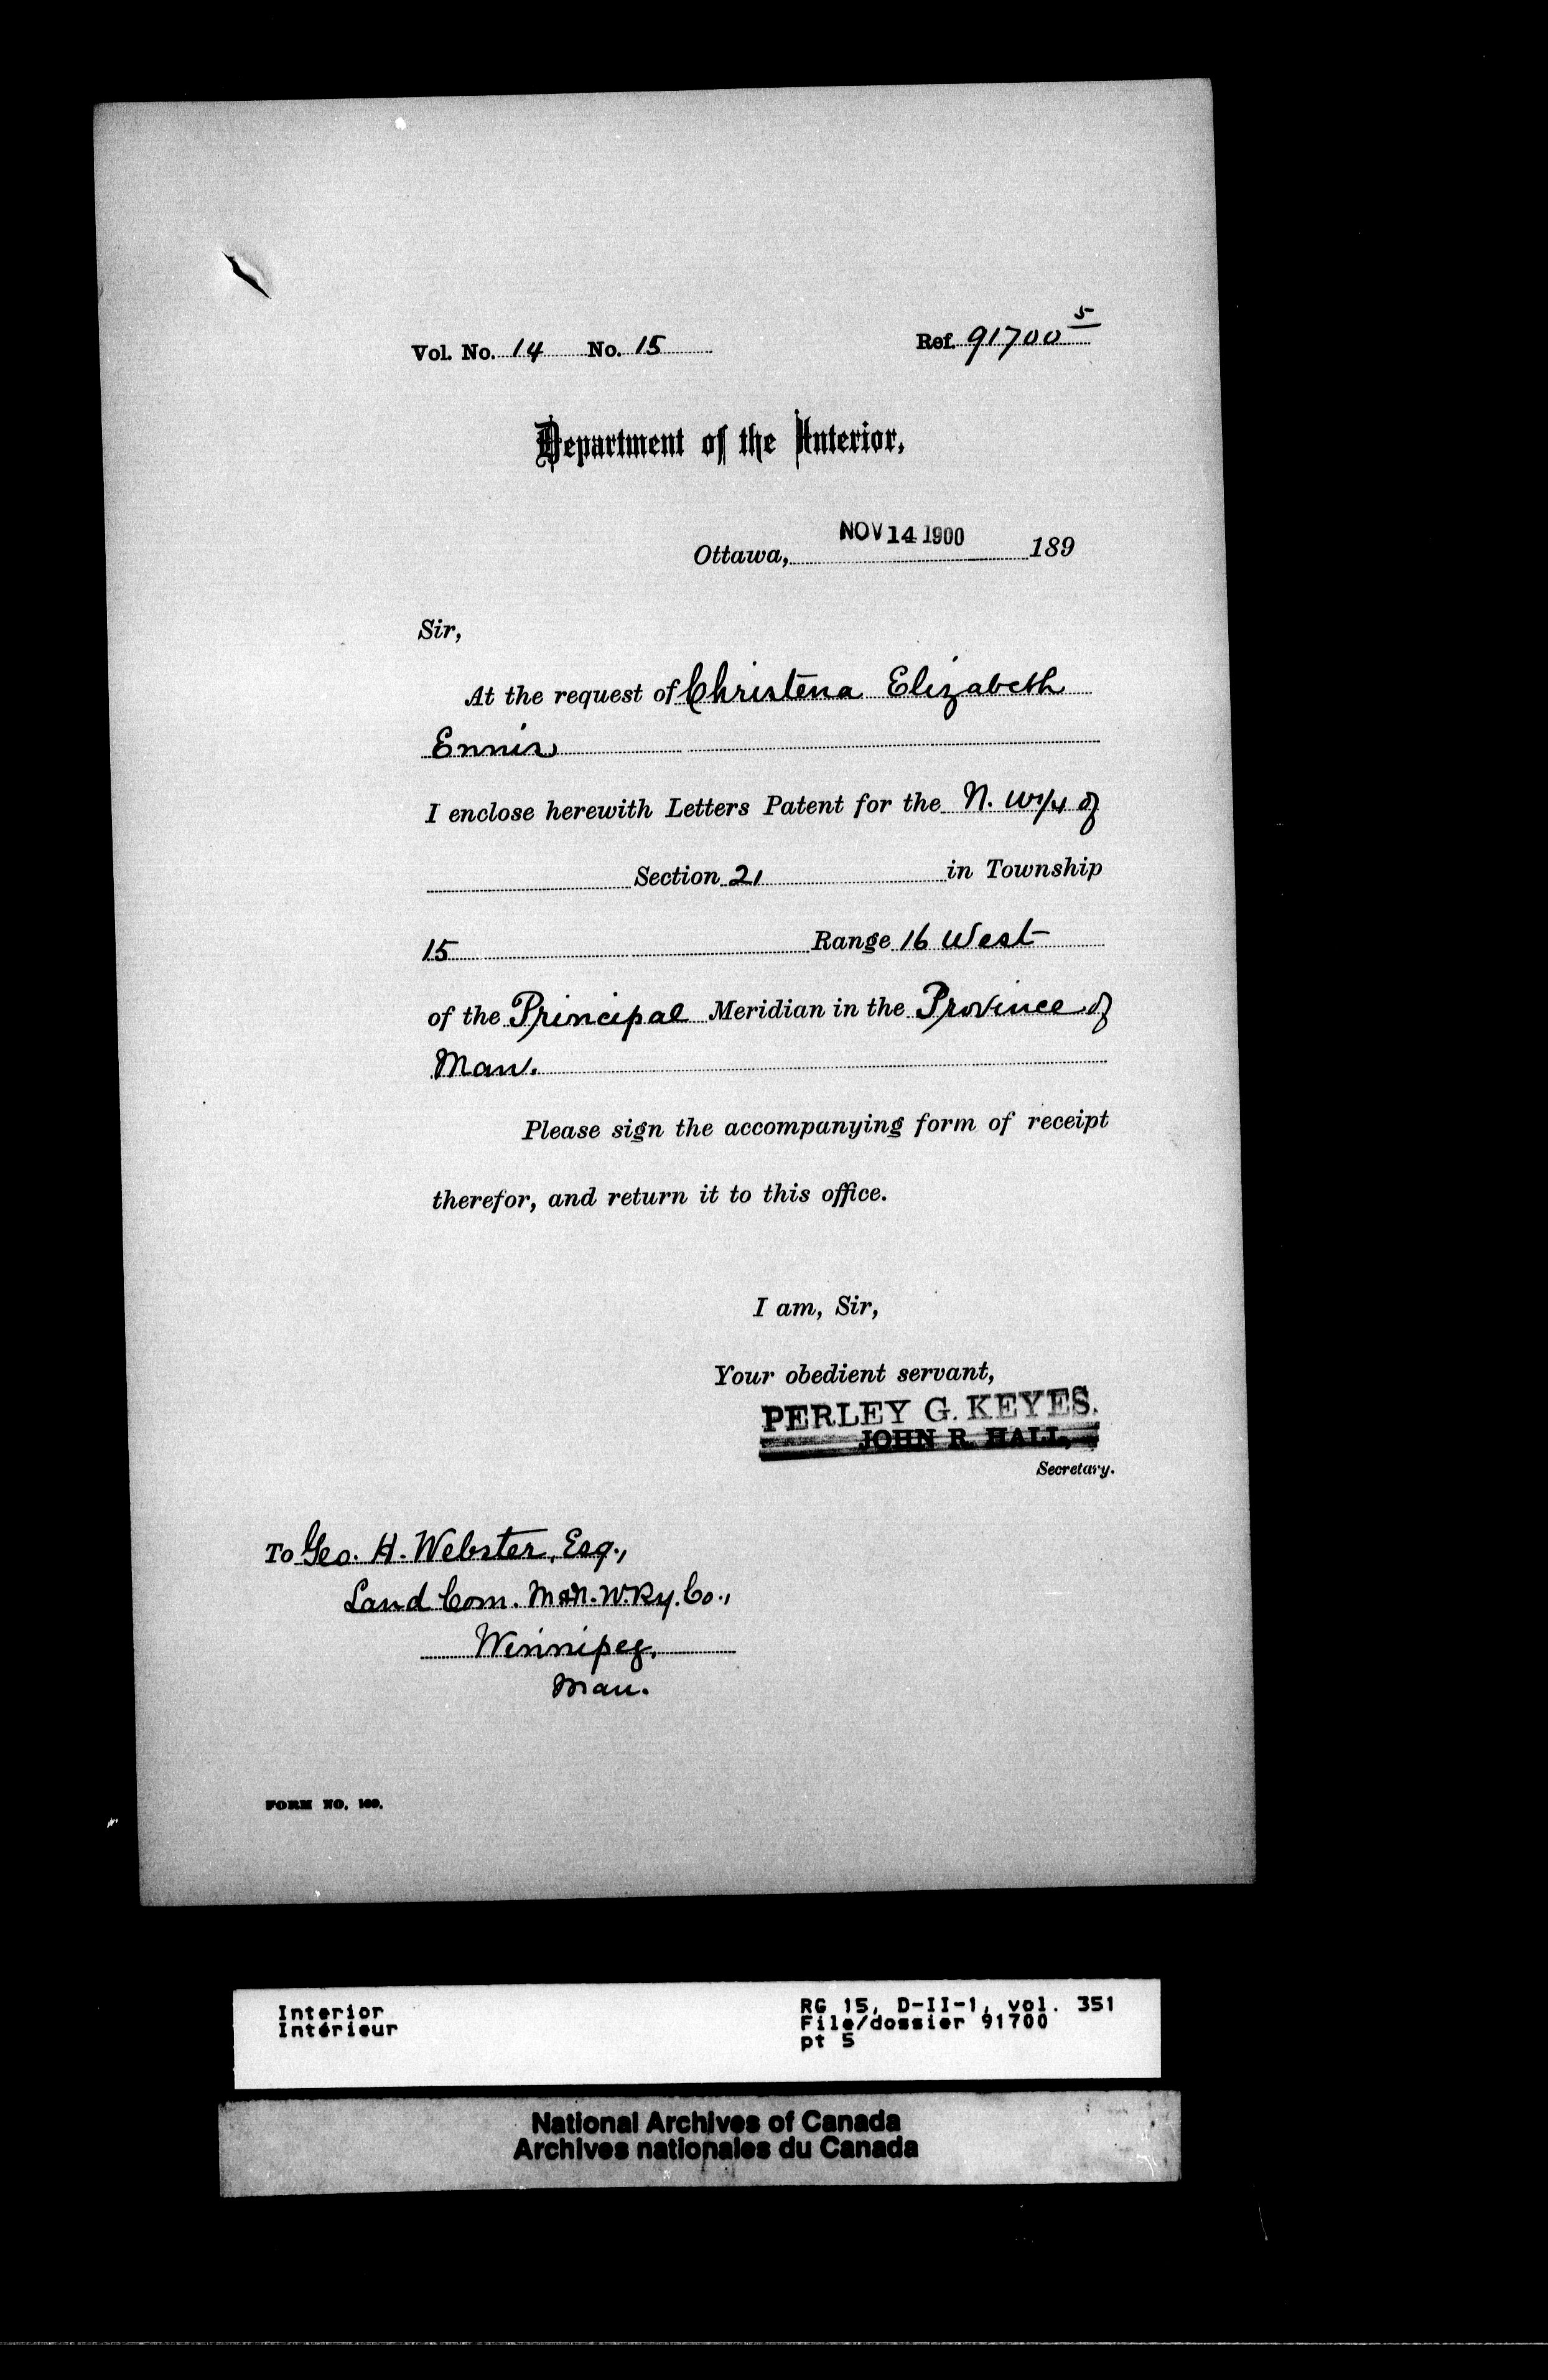 Vol. No. 14 No. 15 Ref. 91700 5
Department of the Interior,
NOV 14 1900
Ottawa, 189
Sir,
At the request of Christena Elizabeth
Ennis
I enclose herewith Letters Patent for the N. W 1/4 of
Section 21 in Township
15 Range 16 West
of the Principal Meridian in the Province of
Man.
Please sign the accompanying form of receipt
therefor, and return it to this office.
I am, Sir,
Your obedient servant,
PERLEY G. KEYES.
JOHN R. HALL,
Secretary.
To Geo. H. Webster, Esq.,
Land Com. M&N.W.Ry. Co.,
Winnipeg,
Man.
FORM NO. 160.
Interior
Intérieur
RG 15, D-II-1, vol. 351
File/dossier 91700
pt 5
National Archives of Canada
Archives nationales du Canada